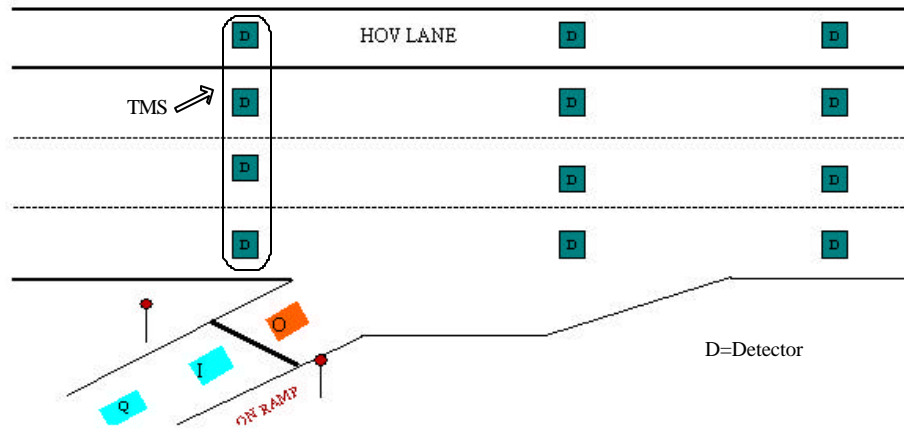 D HOV LANE D D
TMS D D D
D D D
D D D
O
I
Q
ON RAMP
D=Detector